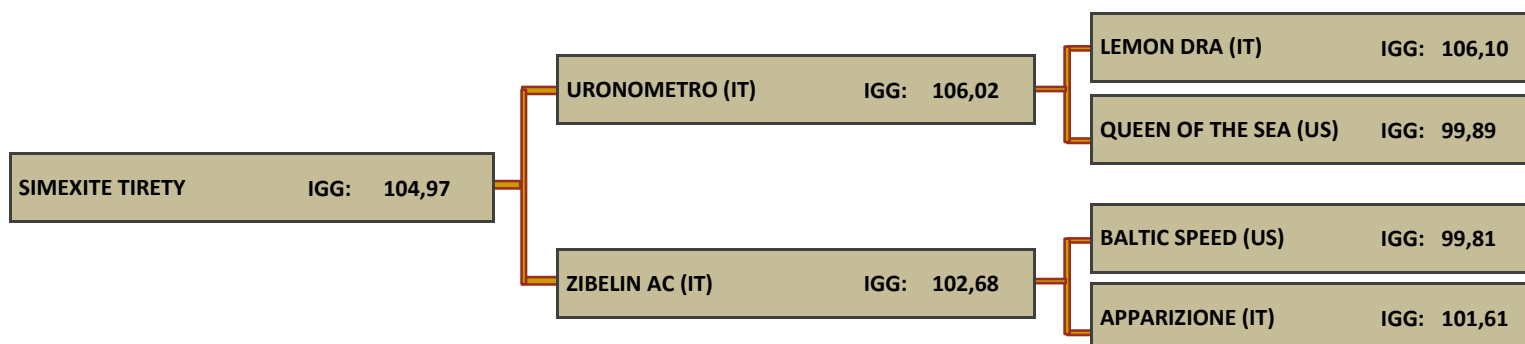 LEMON DRA (IT) IGG: 106,10
URONOMETRO (IT) IGG: 106,02
QUEEN OF THE SEA (US) IGG: 99,89
SIMEXITE TIRETY IGG: 104,97
BALTIC SPEED (US) IGG: 99,81
ZIBELIN AC (IT) IGG: 102,68
APPARIZIONE (IT) IGG: 101,61